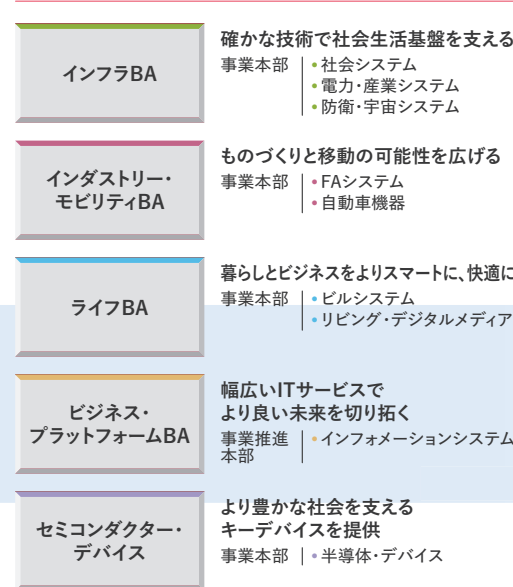 インフラBA
確かな技術で社会生活基盤を支える
事業本部
•社会システム
•電力・産業システム
•防衛・宇宙システム
インダストリー・
モビリティBA
ものづくりと移動の可能性を広げる
事業本部
•FAシステム
•自動車機器
ライフBA
暮らしとビジネスをよりスマートに、快適に
事業本部
•ビルシステム
•リビング・デジタルメディア
ビジネス・
プラットフォームBA
幅広いITサービスで
より良い未来を切り拓く
事業推進
本部
•インフォメーションシステム
セミコンダクター・
デバイス
より豊かな社会を支える
キーデバイスを提供
事業本部
•半導体・デバイス